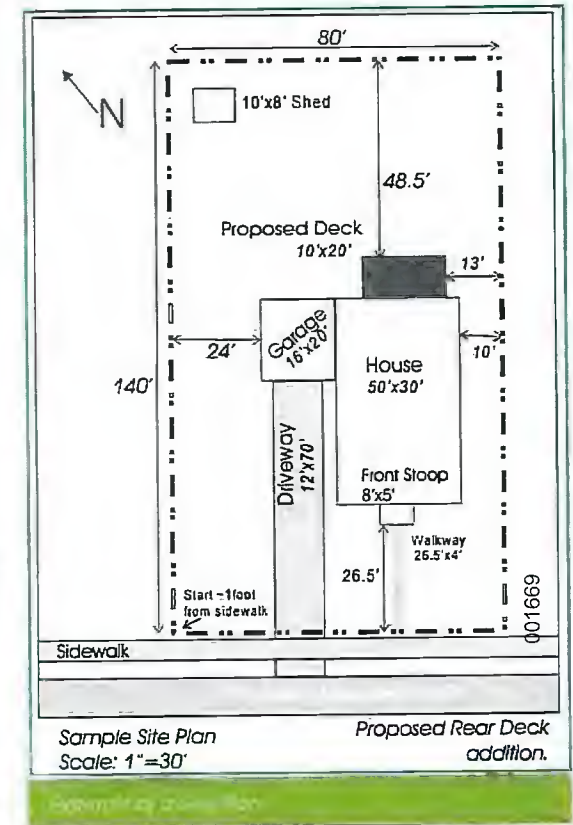 80'
N
10'x8' Shed
48.5'
Proposed Deck
10'x20'
13'
Garage
16'x20'
24'
10'
House
50'x30'
140'
Driveway
12'x70'
Front Stoop
8'x5'
Walkway
26.5'x4'
26.5'
Start ~1foot
from sidewalk
001669
Sidewalk
Sample Site Plan
Scale: 1"=30'
Proposed Rear Deck
addition.